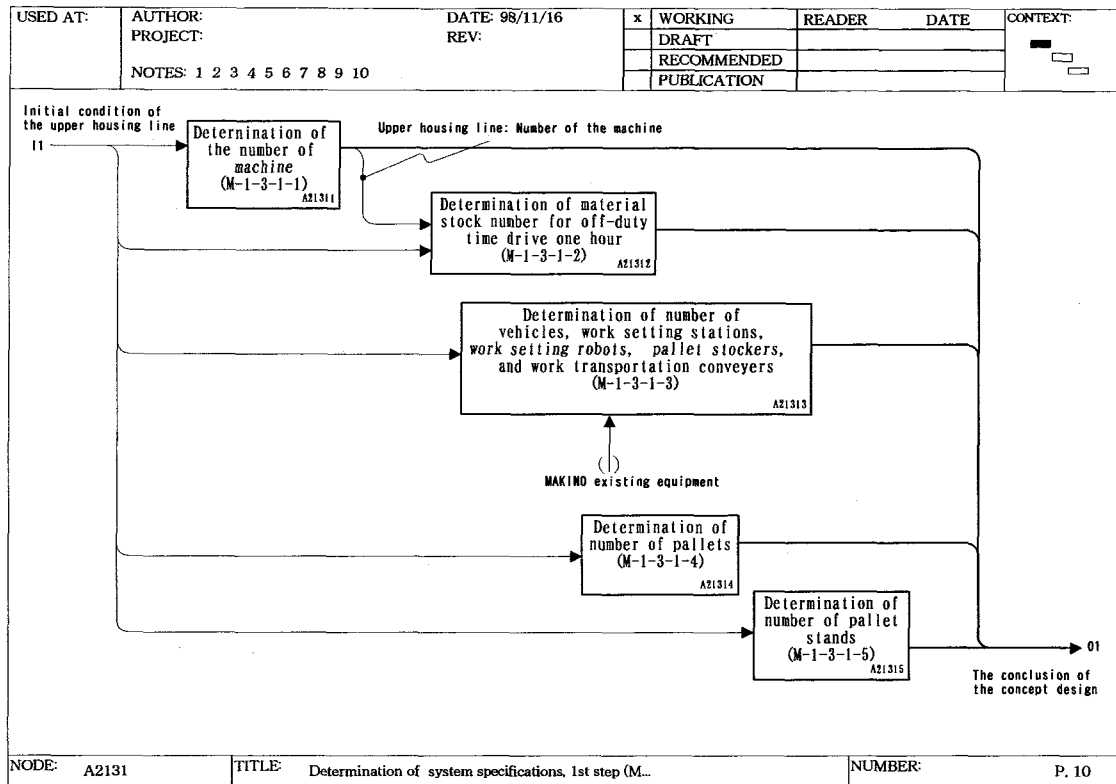 USED AT:
AUTHOR:
DATE: 98/11/16
PROJECT:
REV:
NOTES: 1 2 3 4 5 6 7 8 9 10
x WORKING
DRAFT
RECOMMENDED
PUBLICATION
READER DATE
CONTEXT:
Initial condition of
the upper housing line
I1
Deternination of
the number of
machine
(M-1-3-1-1)
A21311
Upper housing line: Number of the machine
Determination of material
stock number for off-duty
time drive one hour
(M-1-3-1-2)
A21312
Determination of number of
vehicles, work setting stations,
work setting robots, pallet stockers,
and work transportation conveyers
(M-1-3-1-3)
A21313
MAKINO existing equipment
Determination of
number of pallets
(M-1-3-1-4)
A21314
Determination of
number of pallet
stands
(M-1-3-1-5)
A21315
O1
The conclusion of
the concept design
NODE: A2131
TITLE: Determination of system specifications, 1st step (M...
NUMBER:
P. 10